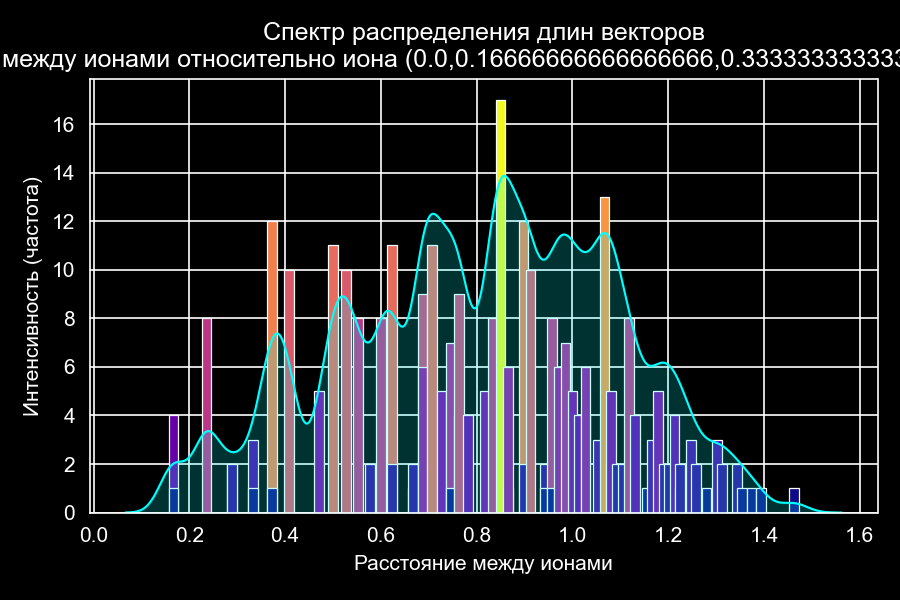 Спектр распределения длин векторов
между ионами относительно иона (0.0,0.16666666666666666,0.333333333333
Интенсивность (частота)
16
14
12
10
8
6
4
2
0
0.0 0.2 0.4 0.6 0.8 1.0 1.2 1.4 1.6
Расстояние между ионами